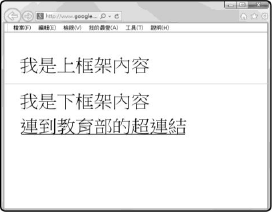 http://www.google...
檔案(F) 編輯(E) 檢視(V) 我的最愛(A) 工具(T) 說明(H)
我是上框架內容
我是下框架內容
連到教育部的超連結